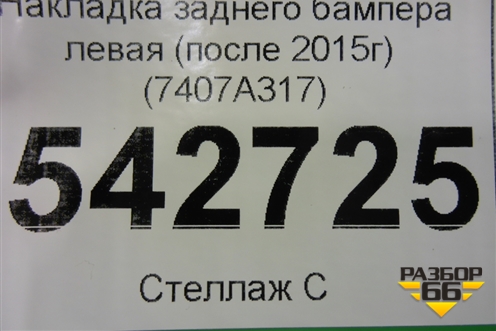 Накладка заднего бампера
левая (после 2015г)
(7407A317)
542725
Стеллаж С
РАЗБОР
66